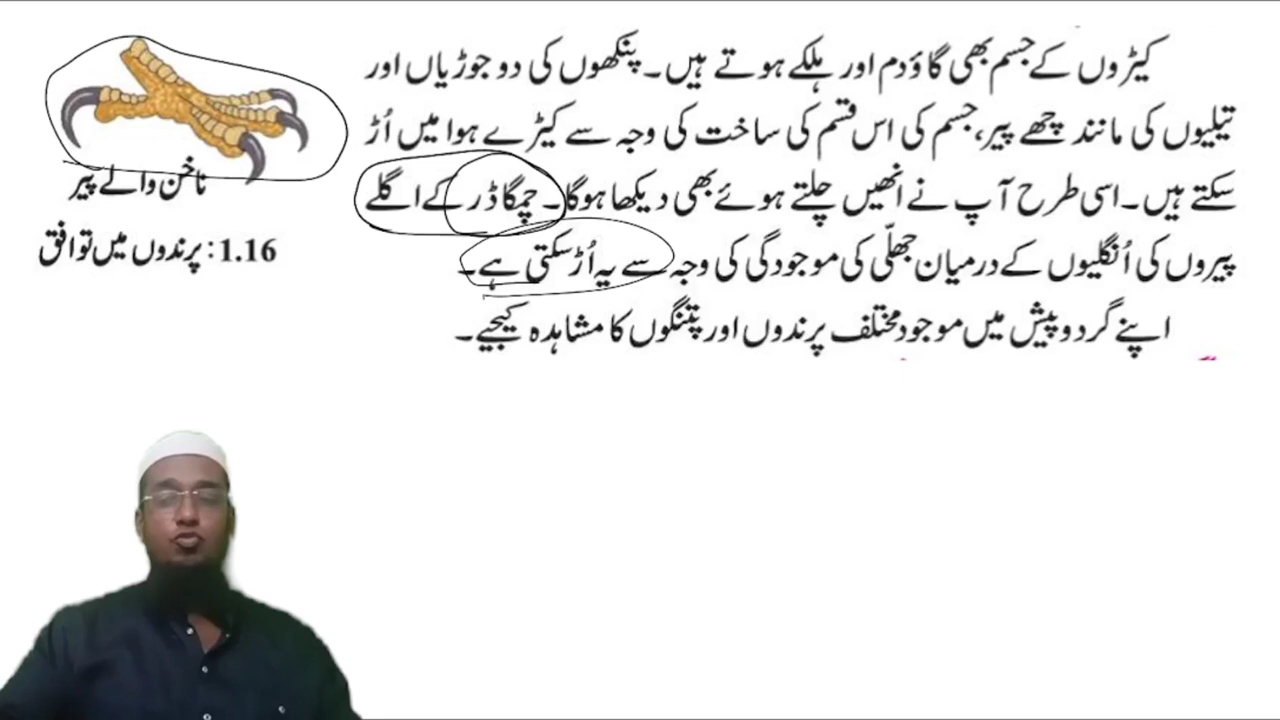 کیڑوں کے جسم بھی گاؤدم اور ہلکے ہوتے ہیں۔ پنکھوں کی دو جوڑیاں اور
تیلیوں کی مانند چھے پیر، جسم کی اس قسم کی ساخت کی وجہ سے کیڑے ہوا میں اُڑ
سکتے ہیں۔ اسی طرح آپ نے انھیں چلتے ہوئے بھی دیکھا ہوگا۔ چمگاڈر کے اگلے
پیروں کی اُنگلیوں کے درمیان جھلّی کی موجودگی کی وجہ سے یہ اُڑ سکتی ہے۔
اپنے گرد و پیش میں موجود مختلف پرندوں اور پتنگوں کا مشاہدہ کیجیے۔
ناخن والے پیر
1.16 : پرندوں میں توافق